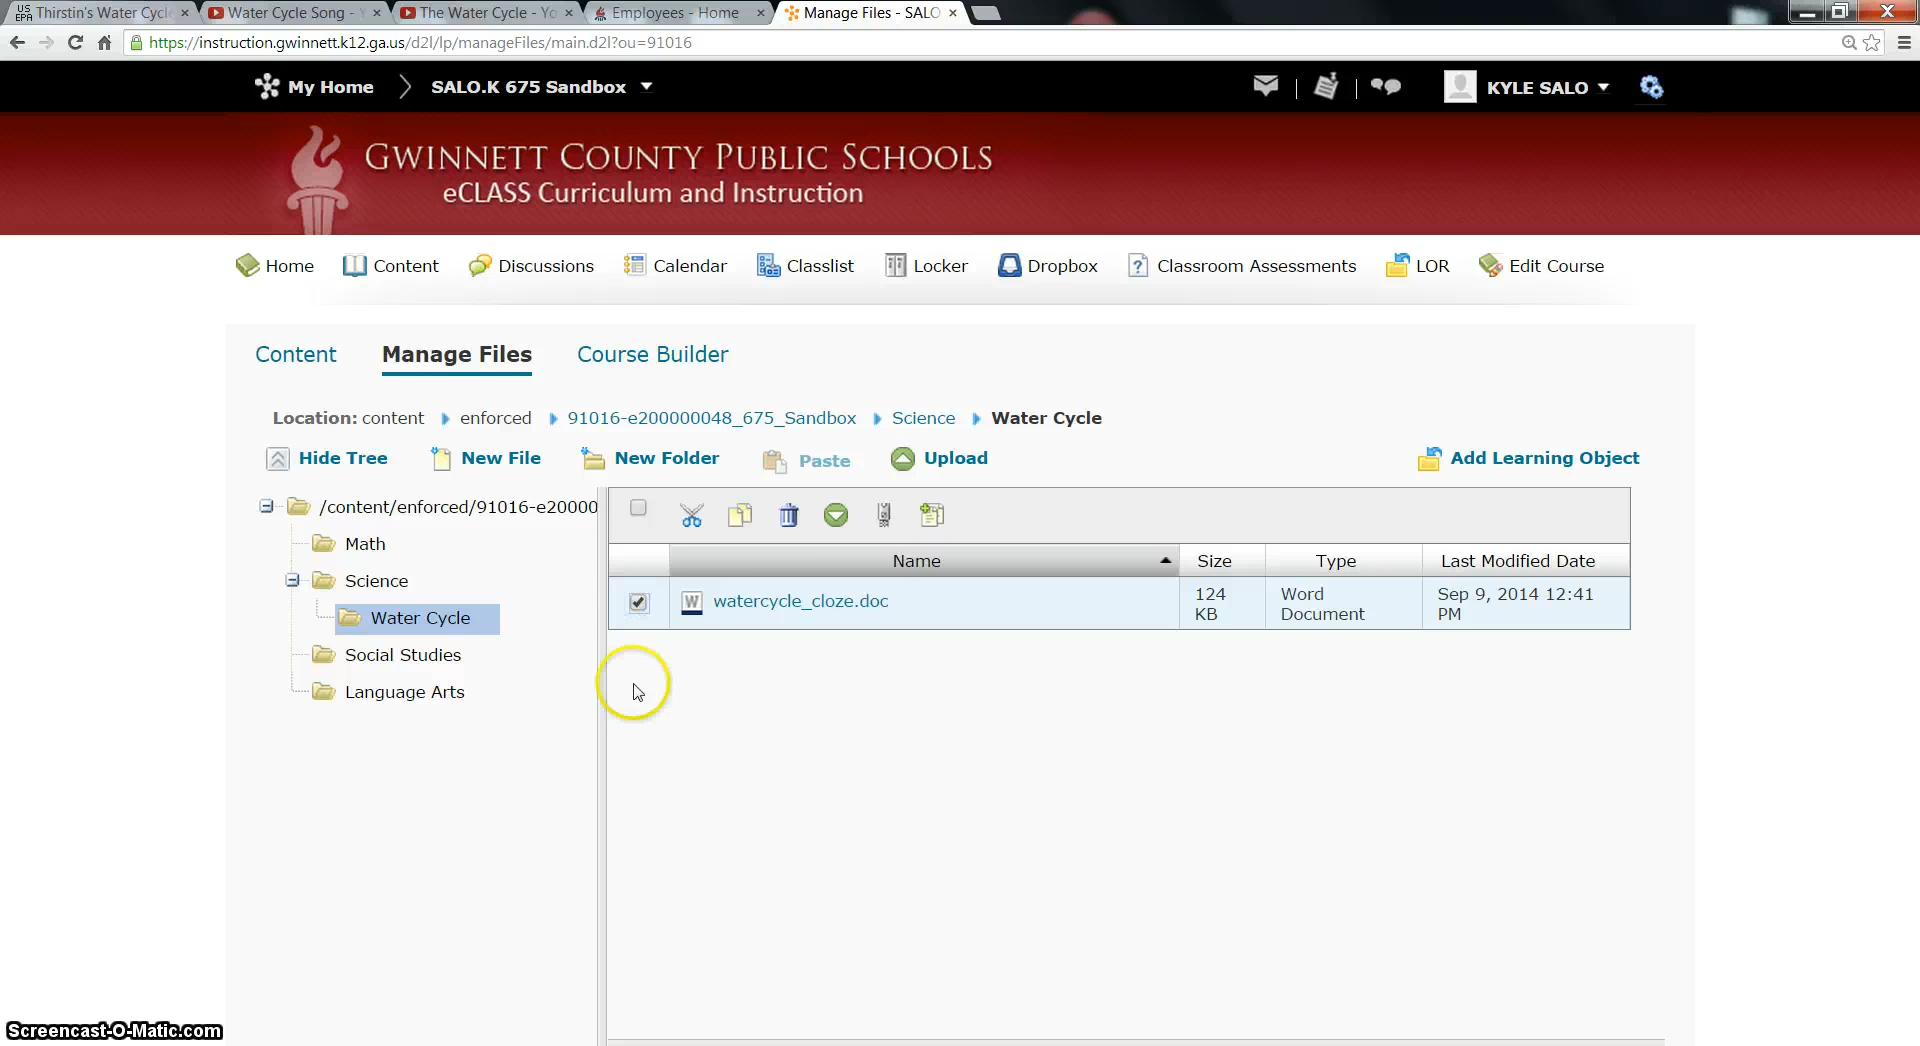 US EPA Thirstin's Water Cycle × Water Cycle Song - Y × The Water Cycle - Yo × Employees - Home × Manage Files - SALO ×
https://instruction.gwinnett.k12.ga.us/d2l/lp/manageFiles/main.d2l?ou=91016
My Home SALO.K 675 Sandbox KYLE SALO
GWINNETT COUNTY PUBLIC SCHOOLS
eCLASS Curriculum and Instruction
Home Content Discussions Calendar Classlist Locker Dropbox Classroom Assessments LOR Edit Course
Content Manage Files Course Builder
Location: content enforced 91016-e200000048_675_Sandbox Science Water Cycle
Hide Tree New File New Folder Paste Upload Add Learning Object
/content/enforced/91016-e20000
Math
Science
Water Cycle
Social Studies
Language Arts
Name Size Type Last Modified Date
watercycle_cloze.doc 124 KB Word Document Sep 9, 2014 12:41 PM
Screencast-O-Matic.com